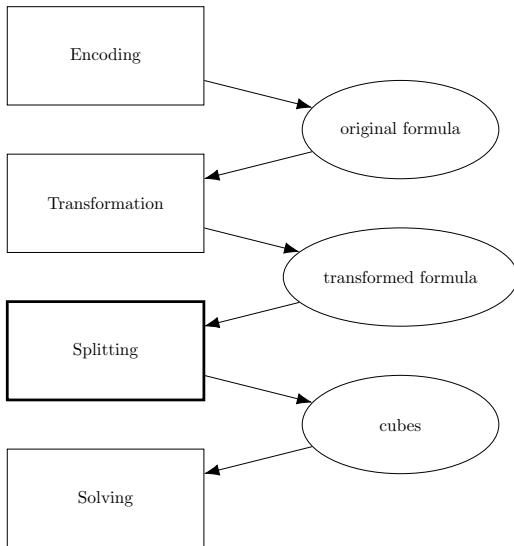 Encoding
original formula
Transformation
transformed formula
Splitting
cubes
Solving